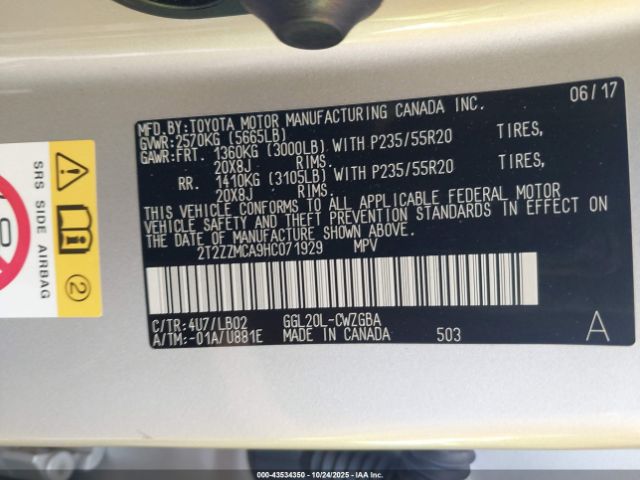 MFD.BY:TOYOTA MOTOR MANUFACTURING CANADA INC. 06/17
GVWR:2570KG (5665LB)
GAWR:FRT. 1360KG (3000LB) WITH P235/55R20 TIRES,
20X8J RIMS.
RR. 1410KG (3105LB) WITH P235/55R20 TIRES,
20X8J RIMS.
THIS VEHICLE CONFORMS TO ALL APPLICABLE FEDERAL MOTOR
VEHICLE SAFETY AND THEFT PREVENTION STANDARDS IN EFFECT ON
THE DATE OF MANUFACTURE SHOWN ABOVE.
2T2ZZMCA9HC071929 MPV
C/TR:4U7/LB02 GGL20L-CWZGBA
A/TM:-01A/U881E MADE IN CANADA 503 A
SRS SIDE AIRBAG
2
000-43534350 | 10/24/2025 | IAA, Inc.